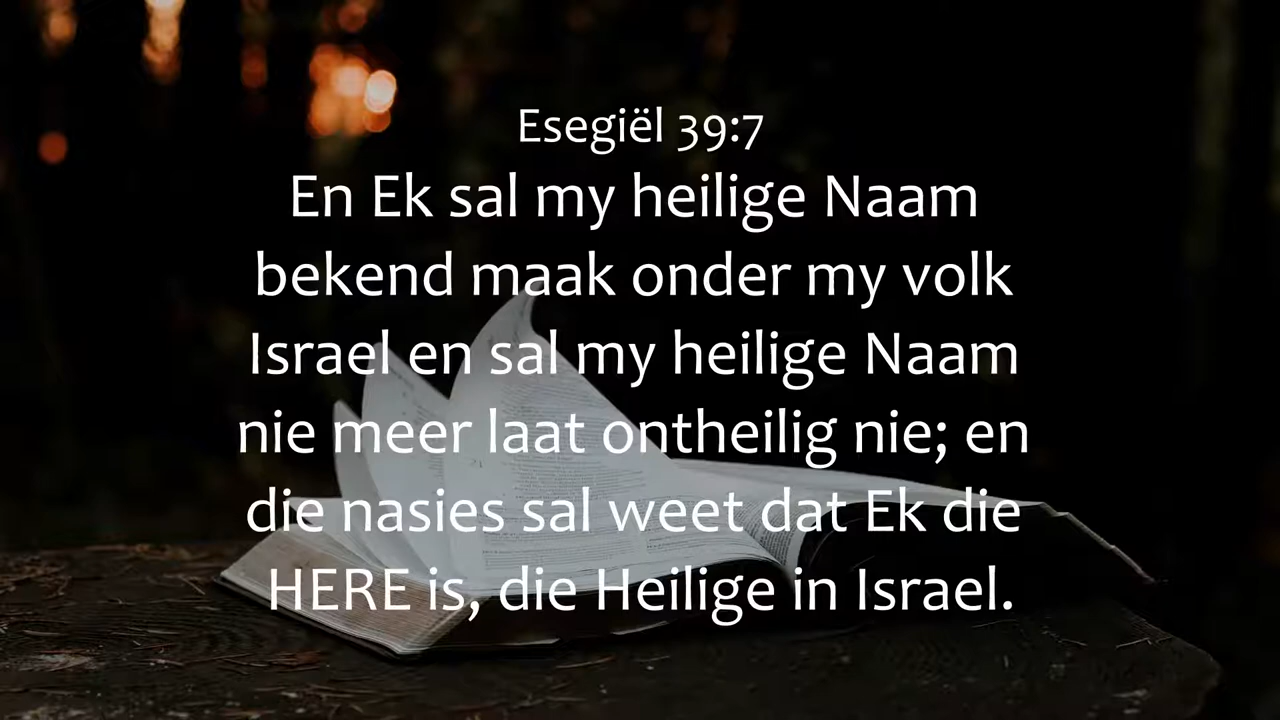 Esegiël 39:7
En Ek sal my heilige Naam
bekend maak onder my volk
Israel en sal my heilige Naam
nie meer laat ontheilig nie; en
die nasies sal weet dat Ek die
HERE is, die Heilige in Israel.